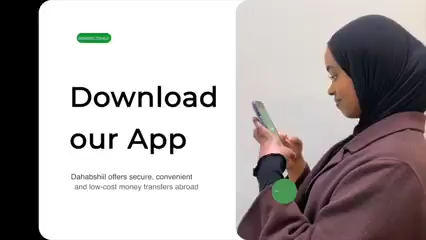 Download
our App
Dahabshiil offers secure, convenient
and low-cost money transfers abroad